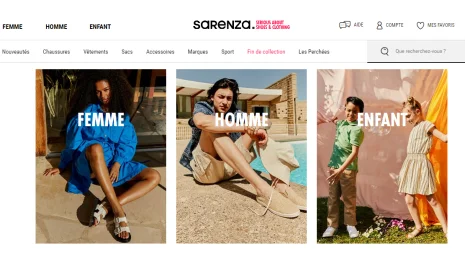 FEMME HOMME ENFANT
sarenza. SERIOUS ABOUT
SHOES & CLOTHING
AIDE COMPTE MES FAVORIS
Nouveautés Chaussures Vêtements Sacs Accessoires Marques Sport Fin de collection Les Perchées
Que recherchez-vous ?
FEMME
HOMME
ENFANT